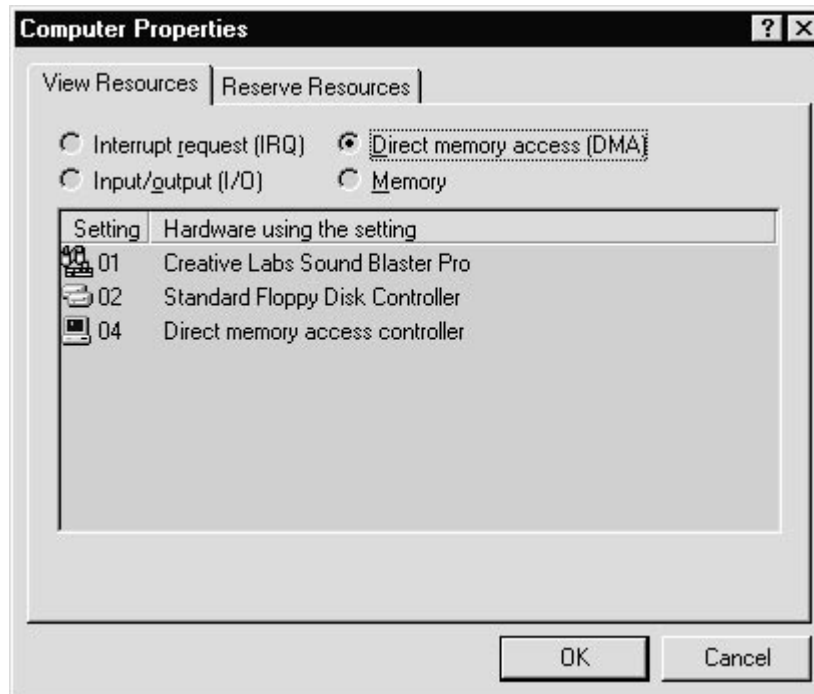 Computer Properties
View Resources Reserve Resources
Interrupt request (IRQ) Direct memory access (DMA)
Input/output (I/O) Memory
Setting Hardware using the setting
01 Creative Labs Sound Blaster Pro
02 Standard Floppy Disk Controller
04 Direct memory access controller
OK Cancel